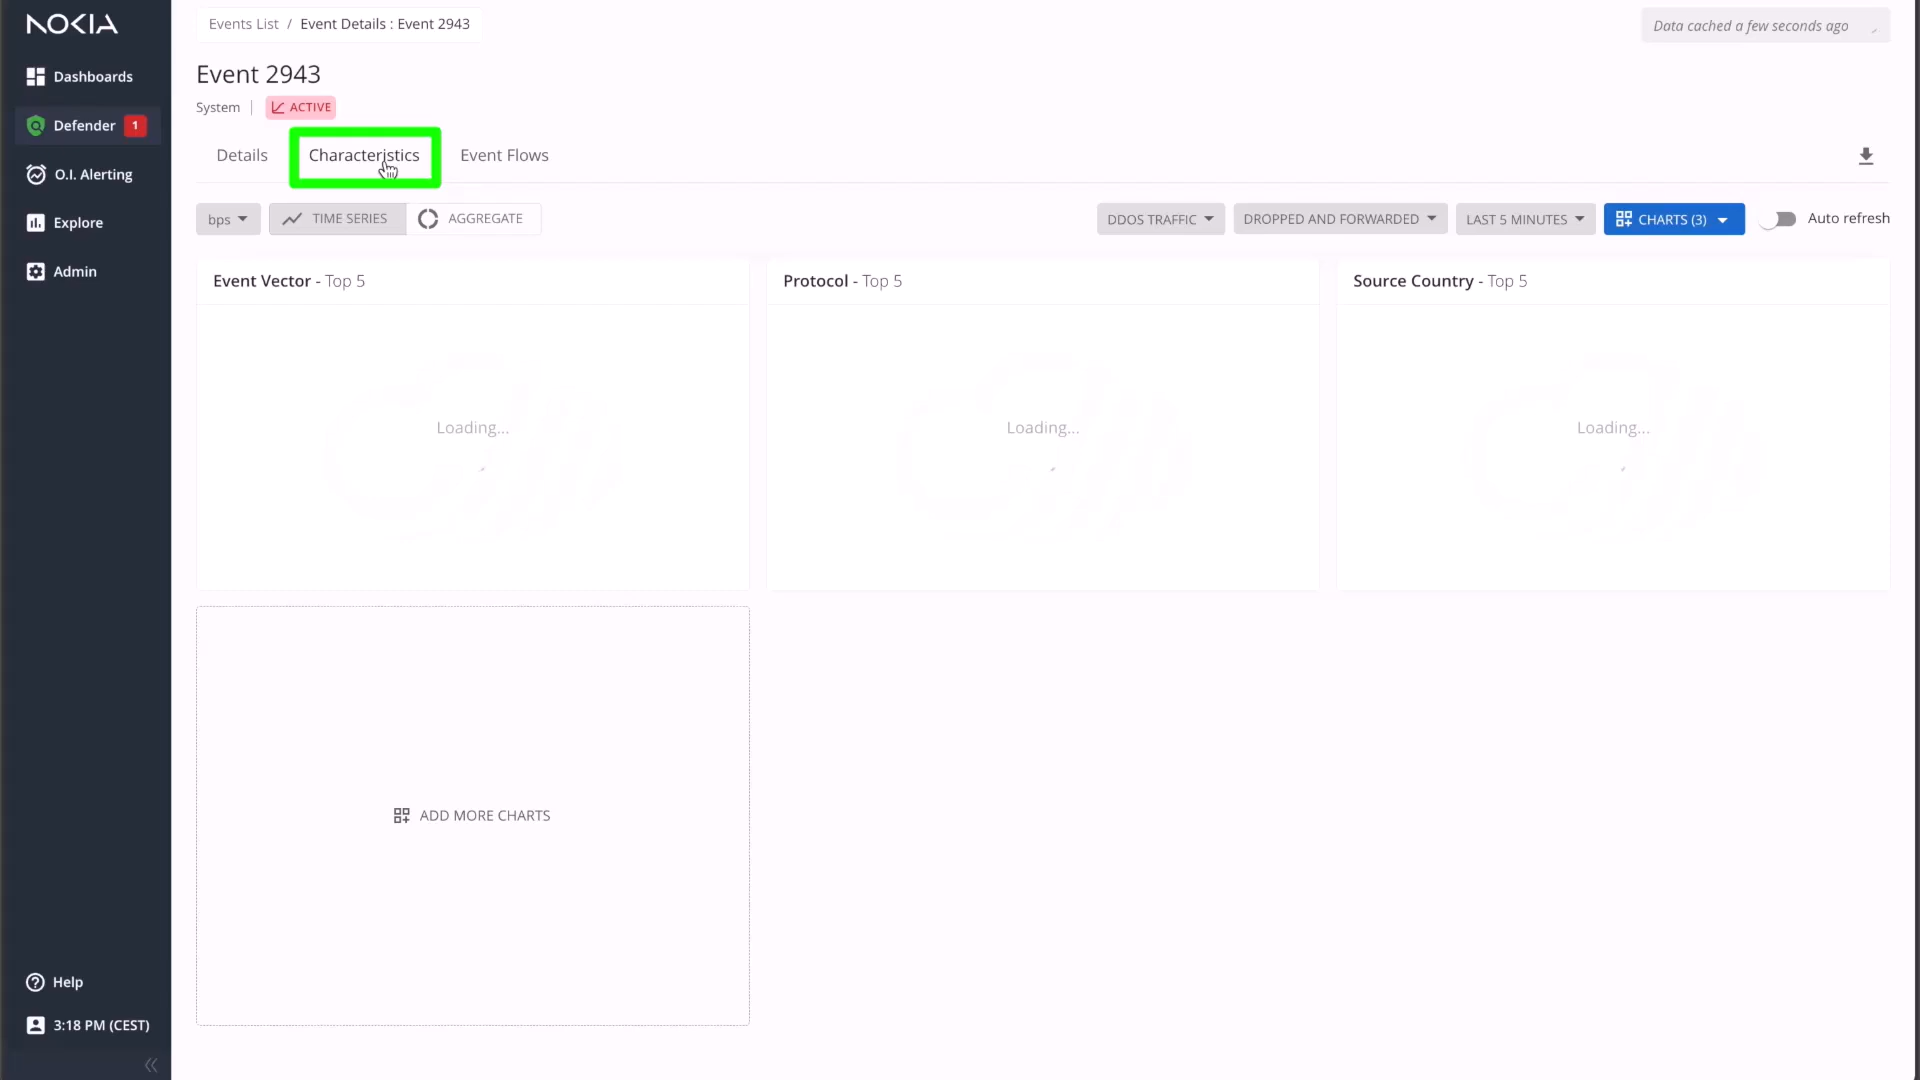 NOKIA
Events List / Event Details : Event 2943
Data cached a few seconds ago
Dashboards
Defender 1
O.I. Alerting
Explore
Admin
Event 2943
System | ACTIVE
Details Characteristics Event Flows
bps TIME SERIES AGGREGATE DDOS TRAFFIC DROPPED AND FORWARDED LAST 5 MINUTES CHARTS (3) Auto refresh
Event Vector - Top 5
Loading...
Protocol - Top 5
Loading...
Source Country - Top 5
Loading...
ADD MORE CHARTS
Help
3:18 PM (CEST)